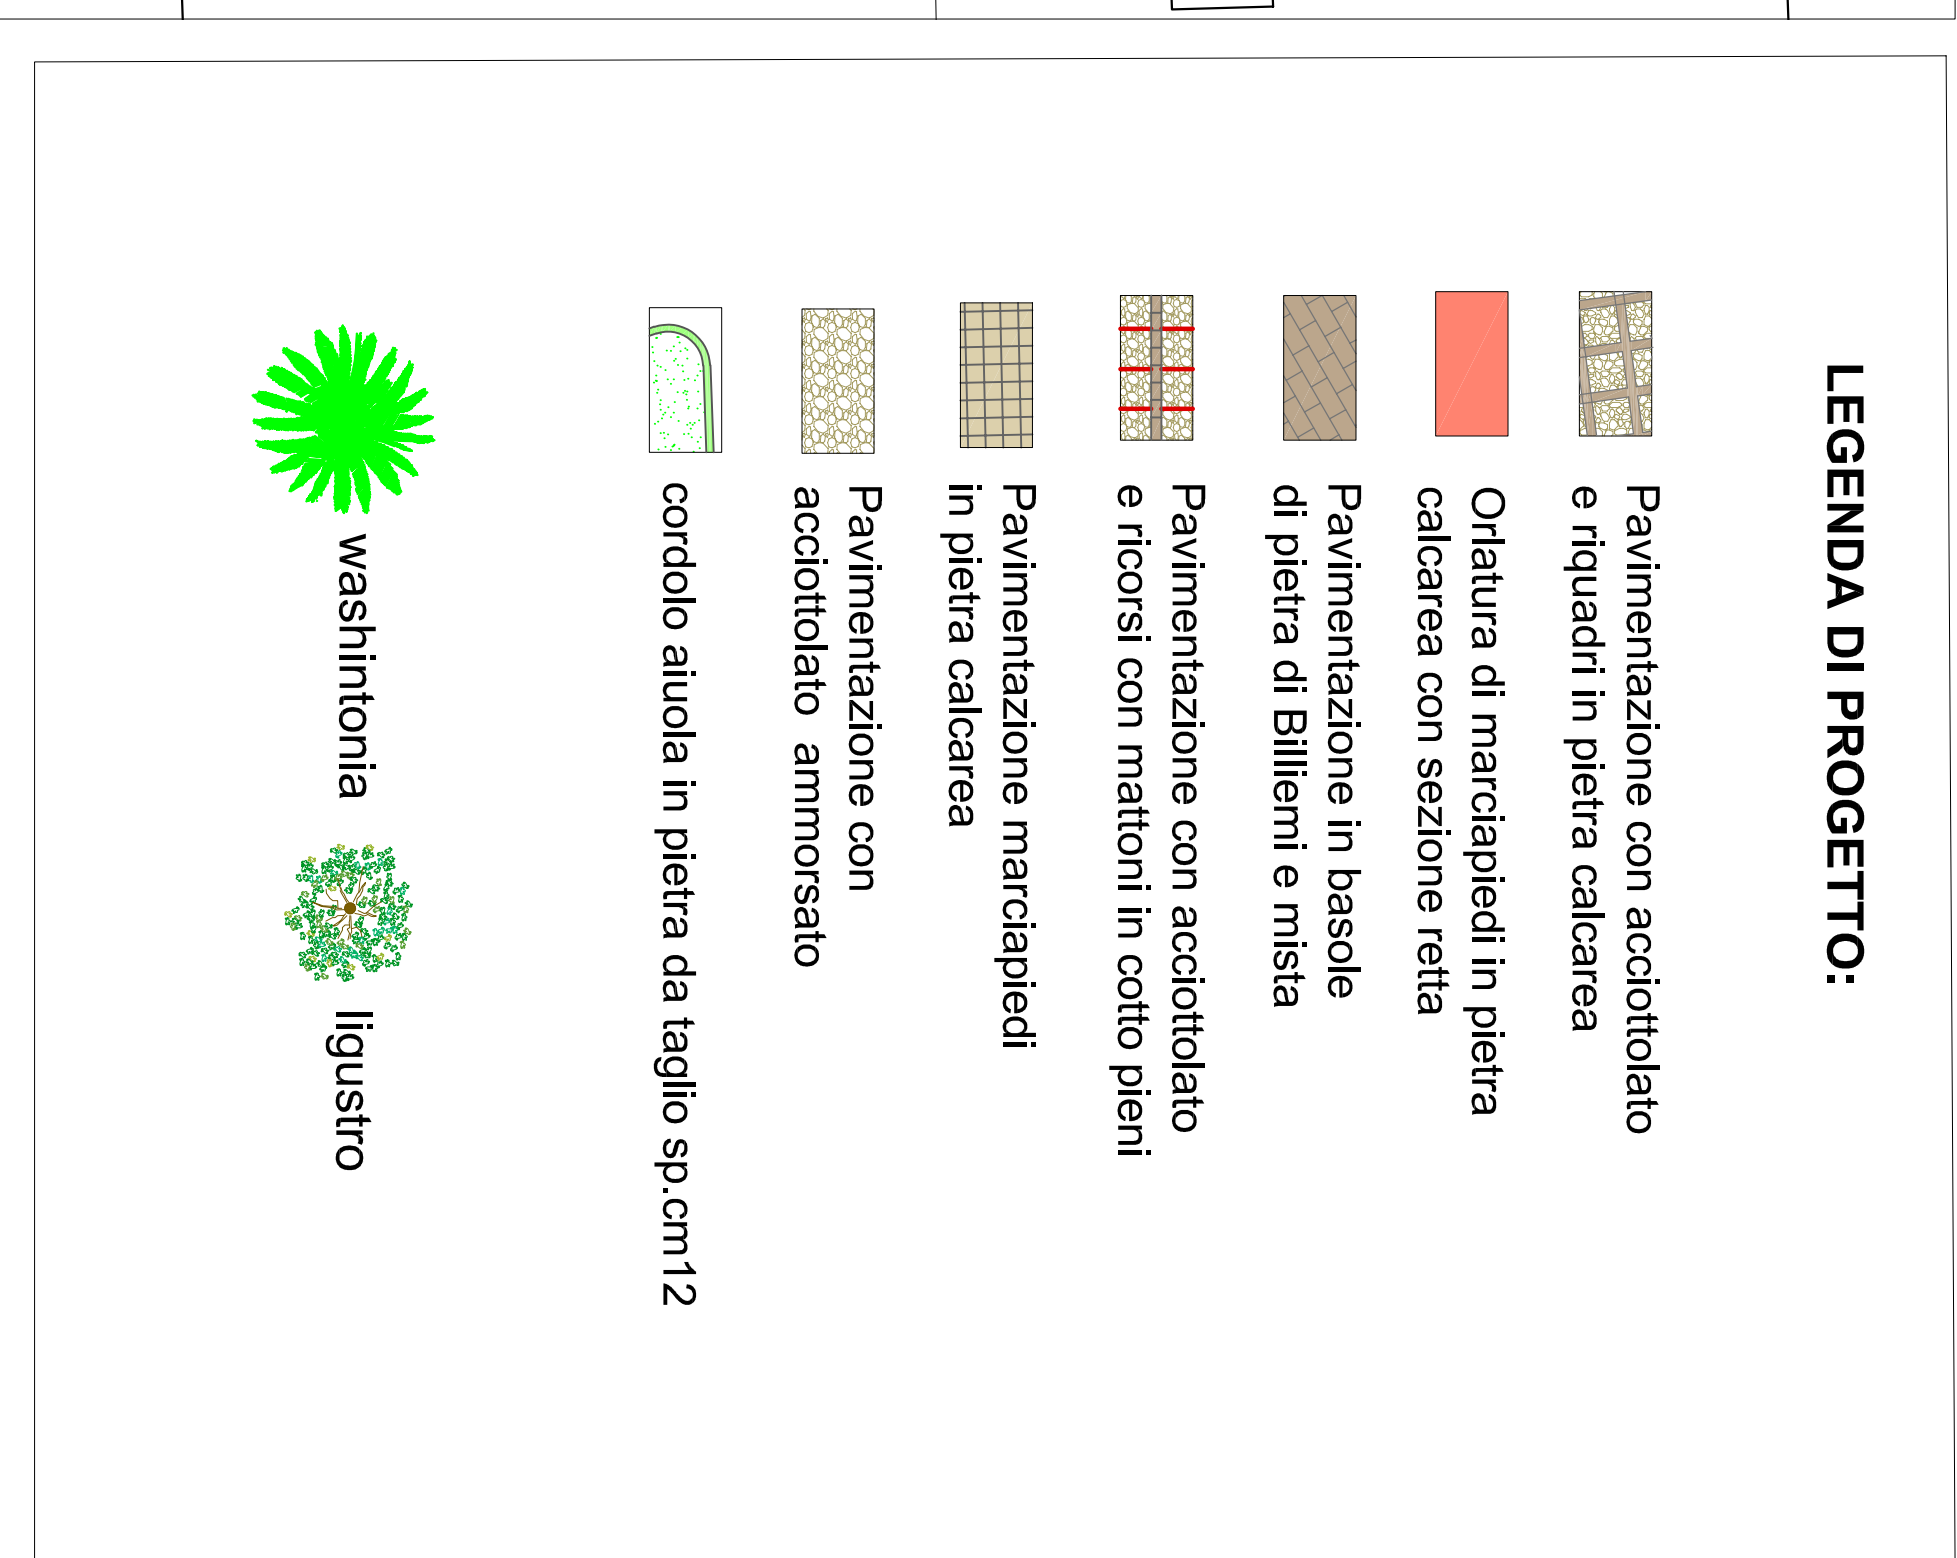 LEGENDA DI PROGETTO:
Pavimentazione con acciottolato
e riquadri in pietra calcarea
Orlatura di marciapiedi in pietra
calcarea con sezione retta
Pavimentazione in basole
di pietra di Billiemi e mista
Pavimentazione con acciottolato
e ricorsi con mattoni in cotto pieni
Pavimentazione marciapiedi
in pietra calcarea
Pavimentazione con
acciottolato ammorsato
cordolo aiuola in pietra da taglio sp.cm12
washintonia
ligustro